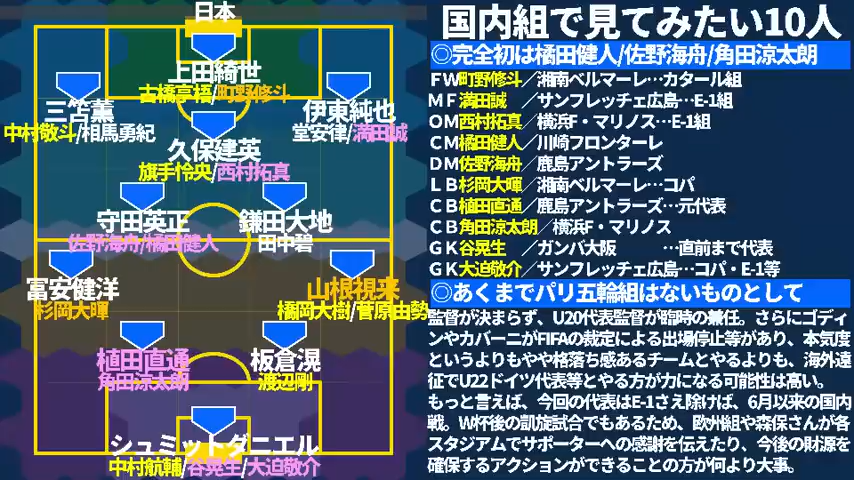 日本
上田綺世
古橋亨梧/町野修斗
三笘薫
中村敬斗/相馬勇紀
伊東純也
堂安律/満田誠
久保建英
旗手怜央/西村拓真
守田英正
佐野海舟/橘田健人
鎌田大地
田中碧
冨安健洋
杉岡大暉
山根視来
橋岡大樹/菅原由勢
植田直通
角田涼太朗
板倉滉
渡辺剛
シュミットダニエル
中村航輔/谷晃生/大迫敬介
国内組で見てみたい10人
◎完全初は橘田健人/佐野海舟/角田涼太朗
FW町野修斗/湘南ベルマーレ…カタール組
MF満田誠 /サンフレッチェ広島…E-1組
OM西村拓真/横浜F・マリノス…E-1組
CM橘田健人/川崎フロンターレ
DM佐野海舟/鹿島アントラーズ
LB杉岡大暉/湘南ベルマーレ…コパ
CB植田直通/鹿島アントラーズ…元代表
CB角田涼太朗/横浜F・マリノス
GK谷晃生 /ガンバ大阪 …直前まで代表
GK大迫敬介/サンフレッチェ広島…コパ・E-1等
◎あくまでパリ五輪組はないものとして
監督が決まらず、U20代表監督が臨時の兼任。さらにゴディ
ンやカバーニがFIFAの裁定による出場停止等があり、本気度
というよりもやや格落ち感あるチームとやるよりも、海外遠
征でU22ドイツ代表等とやる方が力になる可能性は高い。
もっと言えば、今回の代表はE-1さえ除けば、6月以来の国内
戦。W杯後の凱旋試合でもあるため、欧州組や森保さんが各
スタジアムでサポーターへの感謝を伝えたり、今後の財源を
確保するアクションができることの方が何より大事。